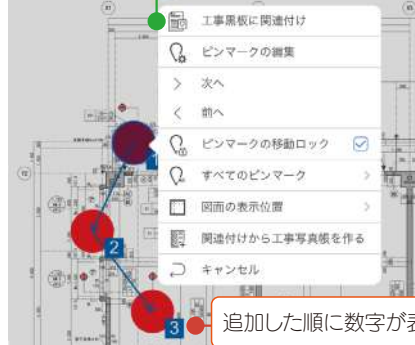 工事黒板に関連付け
ピンマークの編集
次へ
前へ
ピンマークの移動ロック
すべてのピンマーク
図面の表示位置
関連付けから工事写真帳を作る
キャンセル
1
2
3
追加した順に数字が表